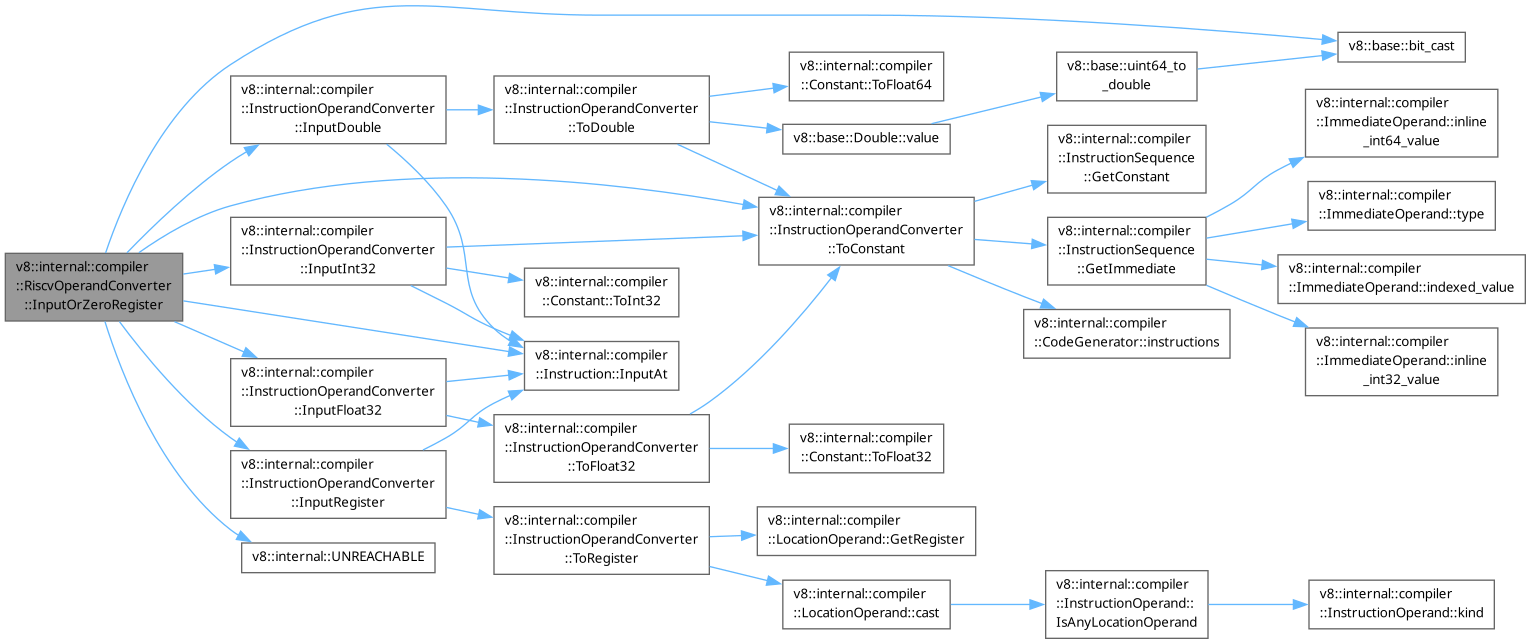 v8::internal::compiler
::RiscvOperandConverter
::InputOrZeroRegister
v8::internal::compiler
::InstructionOperandConverter
::InputDouble
v8::internal::compiler
::InstructionOperandConverter
::InputInt32
v8::internal::compiler
::InstructionOperandConverter
::InputFloat32
v8::internal::compiler
::InstructionOperandConverter
::InputRegister
v8::internal::UNREACHABLE
v8::internal::compiler
::InstructionOperandConverter
::ToDouble
v8::internal::compiler
::Constant::ToInt32
v8::internal::compiler
::Instruction::InputAt
v8::internal::compiler
::InstructionOperandConverter
::ToFloat32
v8::internal::compiler
::InstructionOperandConverter
::ToRegister
v8::internal::compiler
::Constant::ToFloat64
v8::base::Double::value
v8::internal::compiler
::InstructionOperandConverter
::ToConstant
v8::internal::compiler
::Constant::ToFloat32
v8::internal::compiler
::LocationOperand::GetRegister
v8::internal::compiler
::LocationOperand::cast
v8::base::uint64_to
_double
v8::internal::compiler
::InstructionSequence
::GetConstant
v8::internal::compiler
::InstructionSequence
::GetImmediate
v8::internal::compiler
::CodeGenerator::instructions
v8::internal::compiler
::InstructionOperand::
IsAnyLocationOperand
v8::base::bit_cast
v8::internal::compiler
::ImmediateOperand::inline
_int64_value
v8::internal::compiler
::ImmediateOperand::type
v8::internal::compiler
::ImmediateOperand::indexed_value
v8::internal::compiler
::ImmediateOperand::inline
_int32_value
v8::internal::compiler
::InstructionOperand::kind